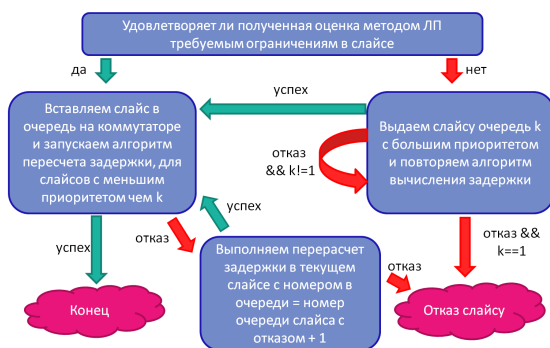 Удовлетворяет ли полученная оценка методом ЛП
требуемым ограничениям в слайсе
да
нет
успех
Вставляем слайс в
очередь на коммутаторе
и запускаем алгоритм
пересчета задержки, для
слайсов с меньшим
приоритетом чем k
Выдаем слайсу очередь k
с большим приоритетом
и повторяем алгоритм
вычисления задержки
отказ
&& k!=1
успех
отказ
успех
отказ &&
k==1
Выполняем перерасчет
задержки в текущем
слайсе с номером в
очереди = номер
очереди слайса с
отказом + 1
отказ
Конец
Отказ слайсу